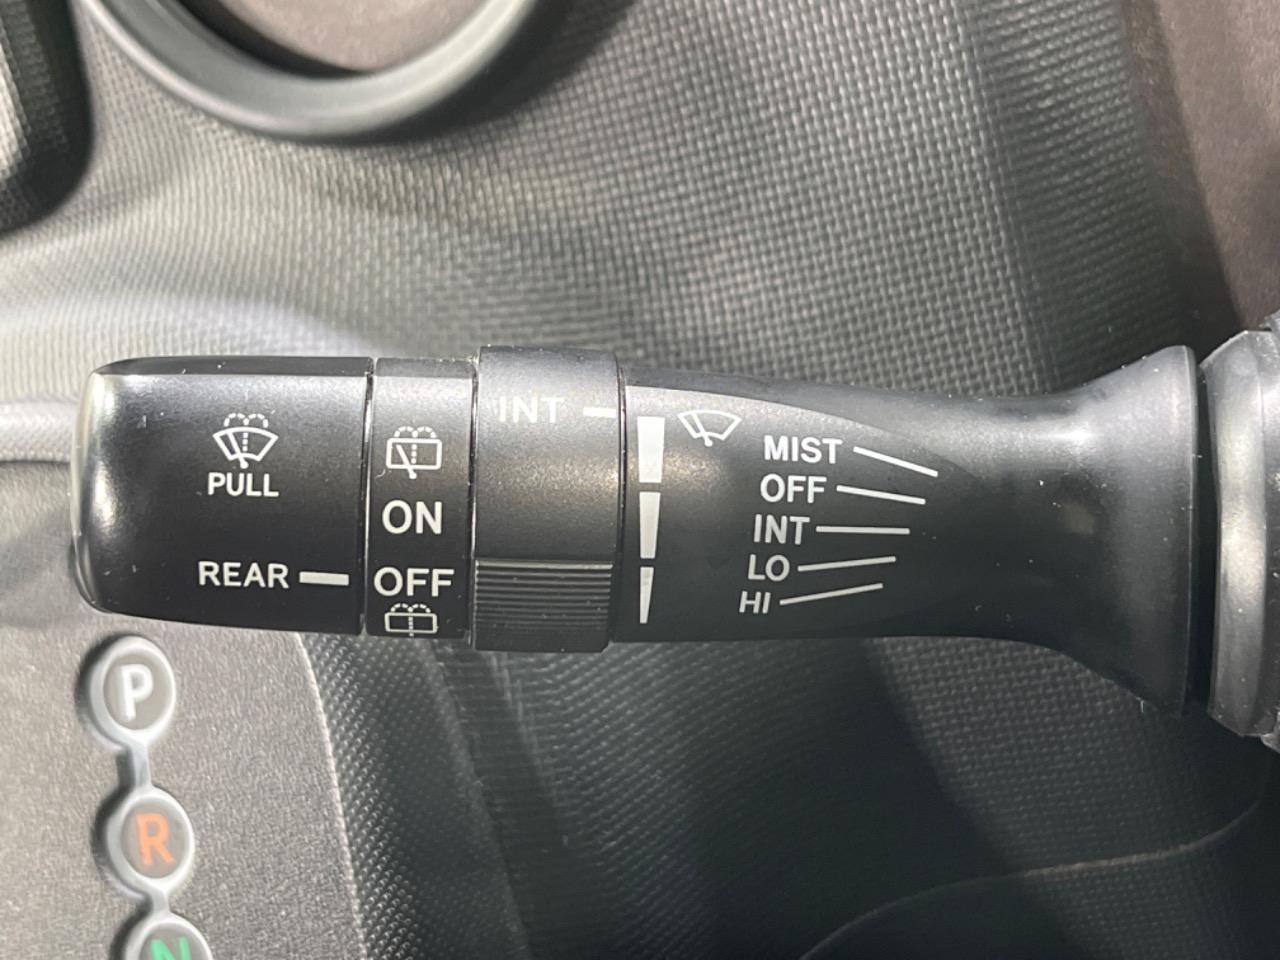 PULL
REAR
ON
OFF
INT
MIST
OFF
INT
LO
HI
P
R
N